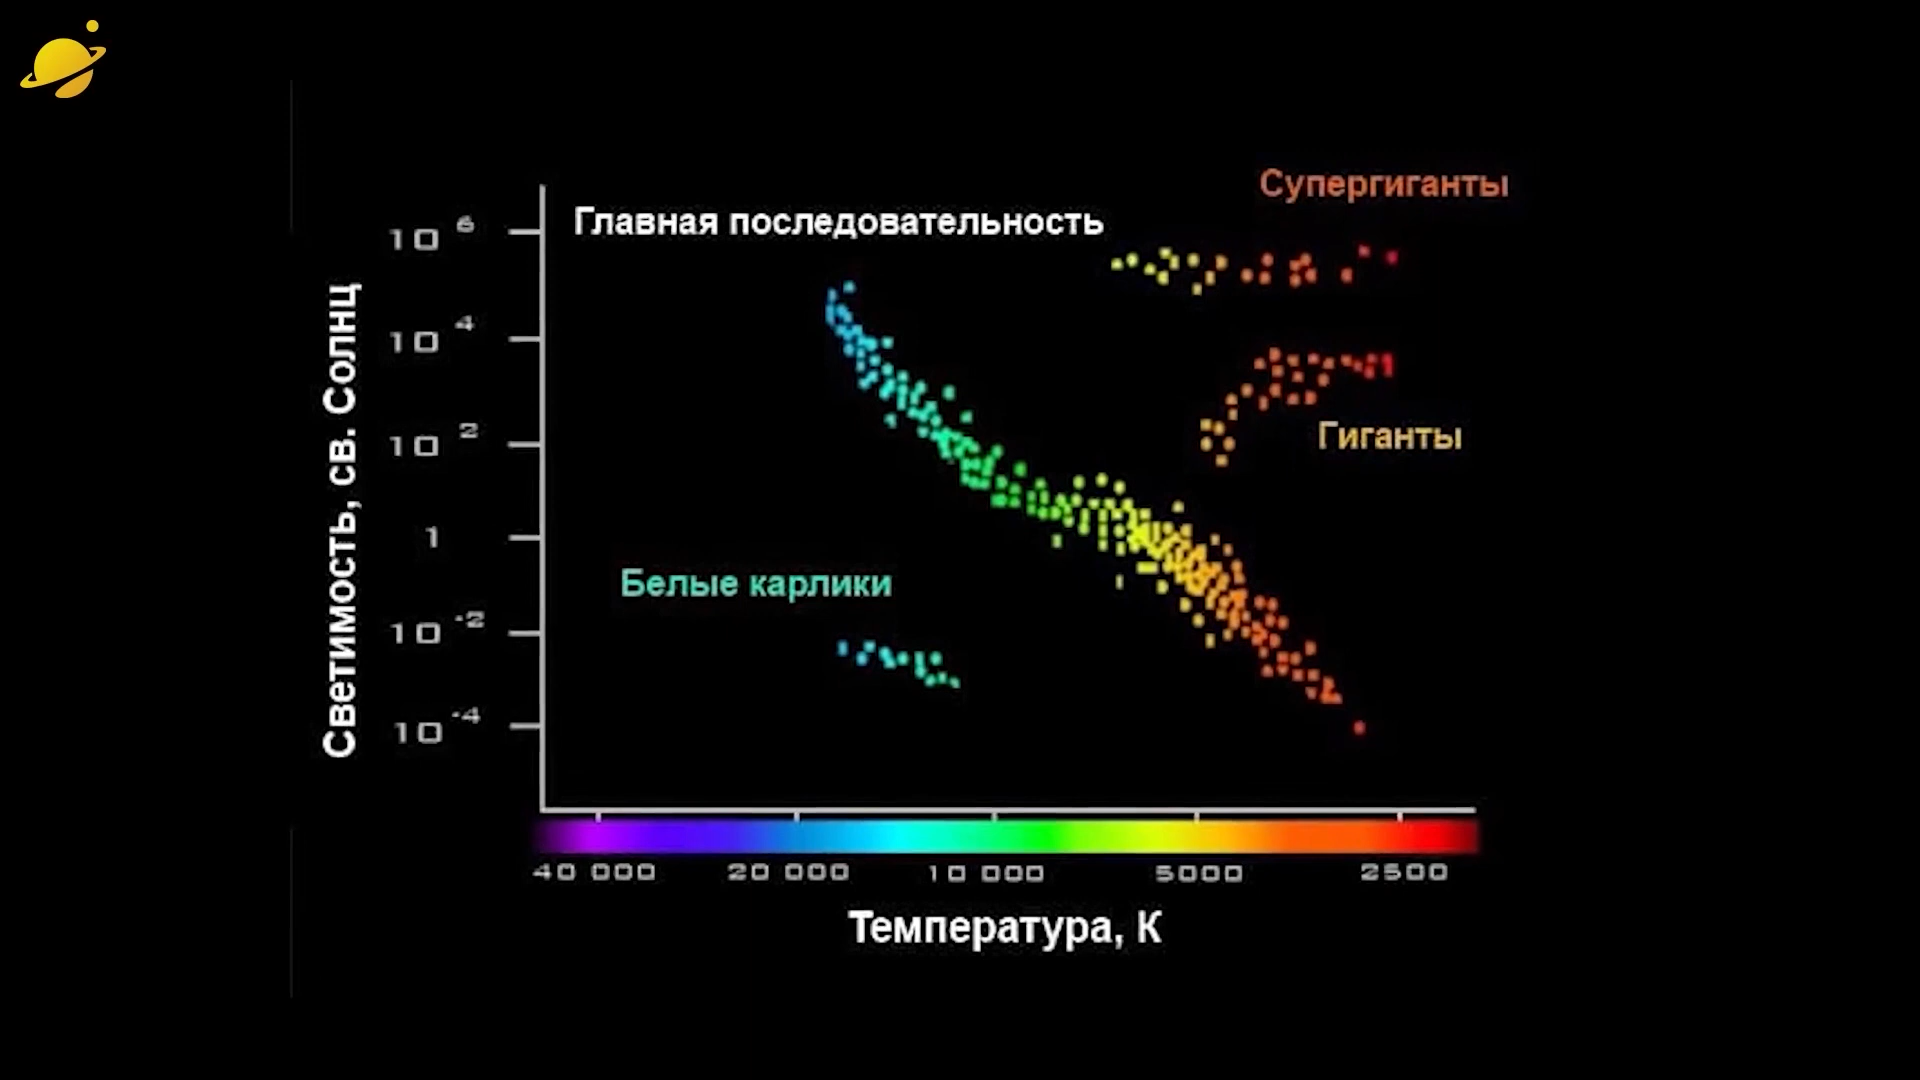 Супергиганты
Главная последовательность
10 6
10 4
Гиганты
10 2
Светимость, св. Солнц
1
Белые карлики
10 -2
10 -4
40 000 20 000 10 000 5000 2500
Температура, К